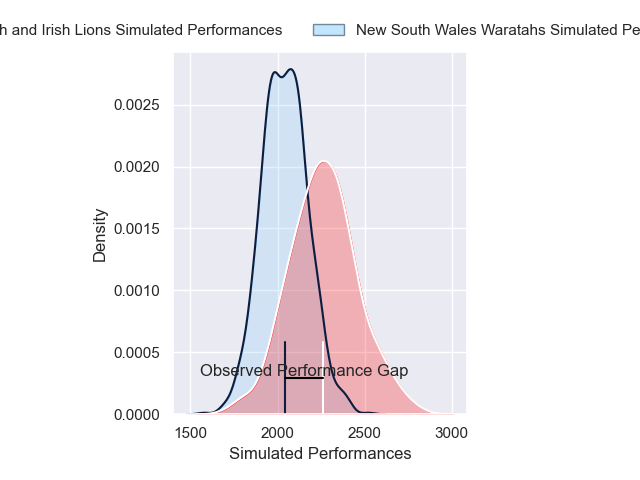 and Irish Lions Simulated Performances
New South Wales Waratahs Simulated
0.0025
0.0020
0.0015
0.0010
0.0005
0.0000
Density
Observed Performance Gap
1500 2000 2500 3000
Simulated Performances